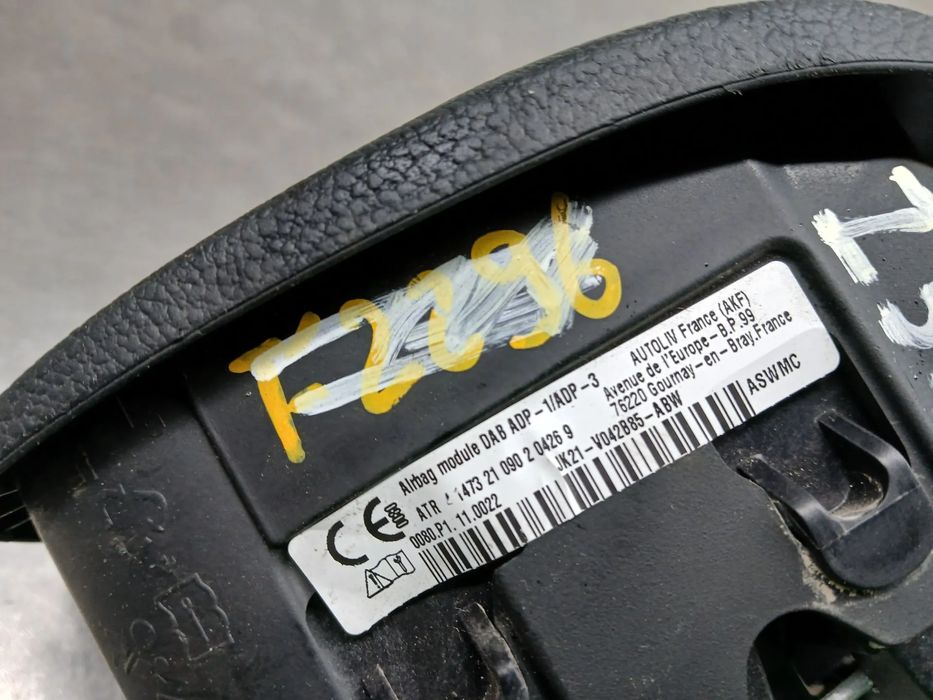 F2296
Airbag module DAB ADP-1/ADP-3
AUTOLIV France (AKF)
Avenue de l'Europe-B.P.99
76220 Gournay-en-Bray.France
CE
ATR 1473 21 090 2 0426 9
0080.P1.11.0022
JK21-V042B85-ABW
ASWMC